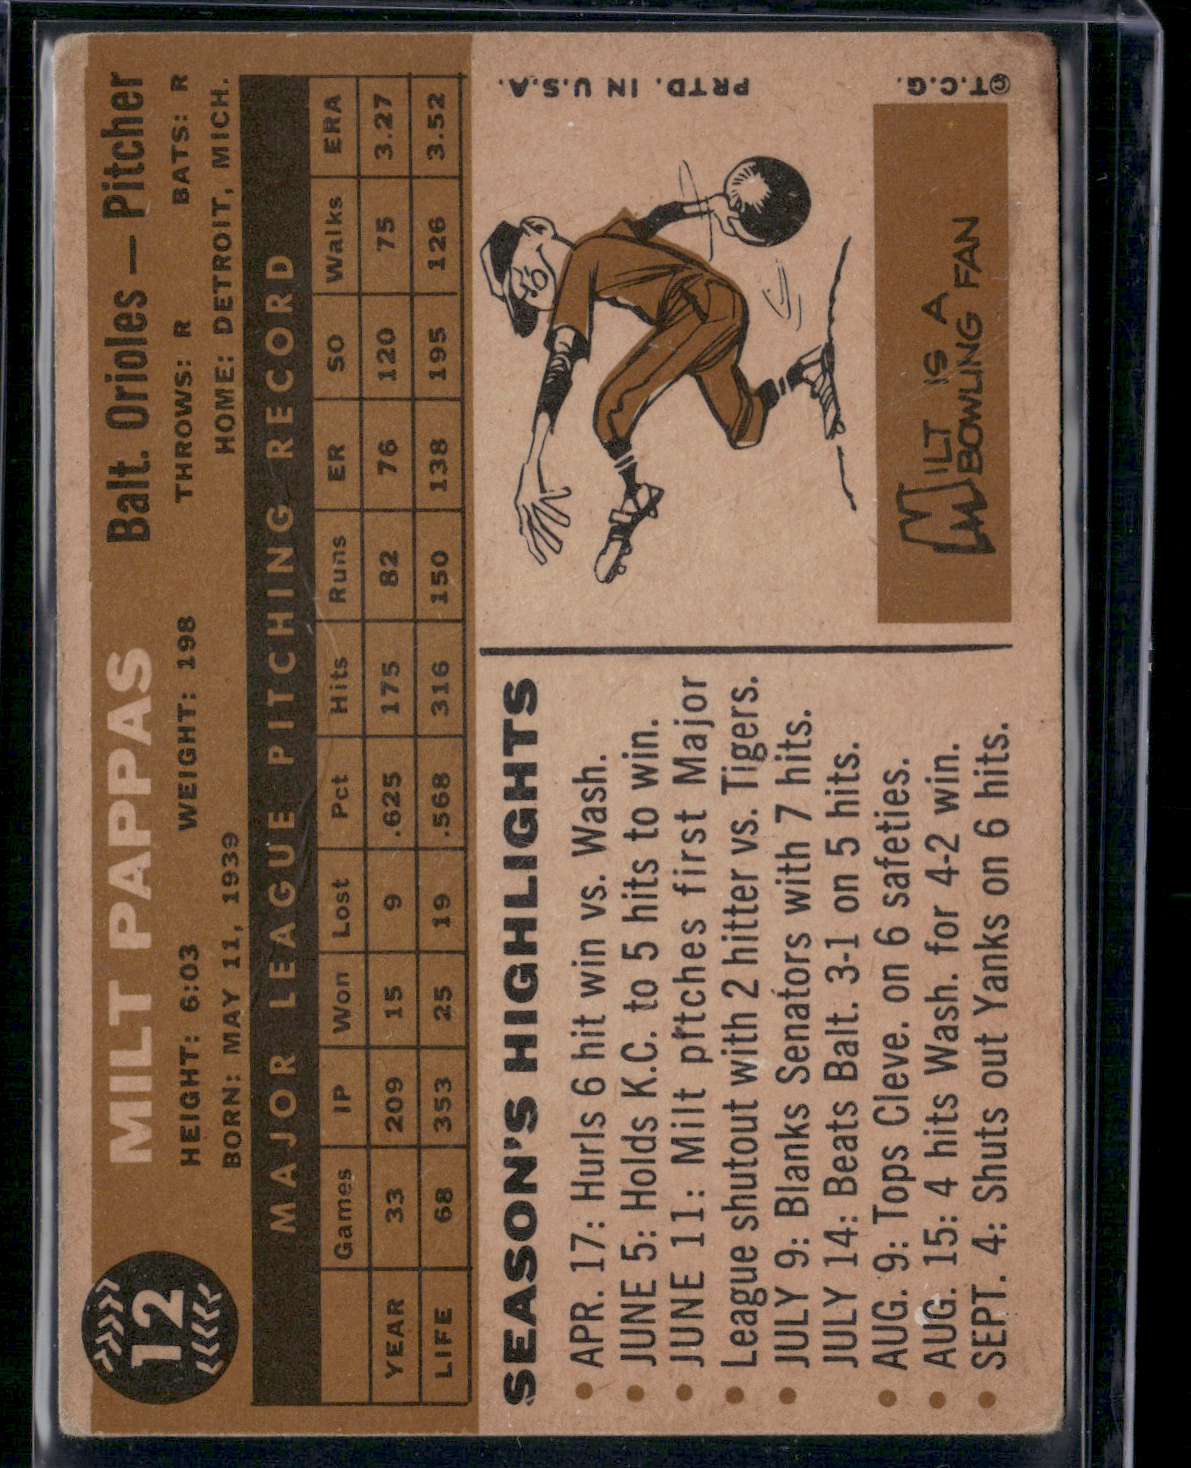 12
MILT PAPPAS Balt. Orioles — Pitcher
HEIGHT: 6:03 WEIGHT: 198 THROWS: R BATS: R
BORN: MAY 11, 1939 HOME: DETROIT, MICH.
MAJOR LEAGUE PITCHING RECORD
Games IP Won Lost Pct Hits Runs ER SO Walks ERA
YEAR 33 209 15 9 .625 175 82 76 120 75 3.27
LIFE 68 353 25 19 .568 316 150 138 195 126 3.52
SEASON'S HIGHLIGHTS
• APR. 17: Hurls 6 hit win vs. Wash.
• JUNE 5: Holds K.C. to 5 hits to win.
• JUNE 11: Milt pitches first Major
• League shutout with 2 hitter vs. Tigers.
• JULY 9: Blanks Senators with 7 hits.
JULY 14: Beats Balt. 3-1 on 5 hits.
• AUG. 9: Tops Cleve. on 6 safeties.
• AUG. 15: 4 hits Wash. for 4-2 win.
• SEPT. 4: Shuts out Yanks on 6 hits.
MILT IS A
BOWLING FAN
©T.C.G. PRTD. IN U.S.A.